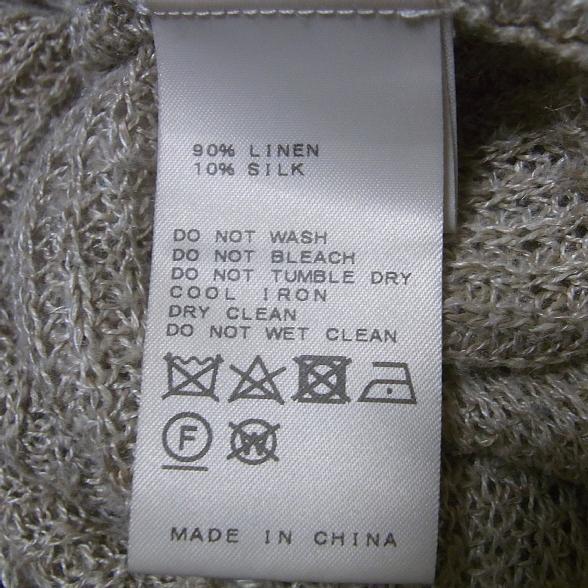 90% LINEN
10% SILK
DO NOT WASH
DO NOT BLEACH
DO NOT TUMBLE DRY
COOL IRON
DRY CLEAN
DO NOT WET CLEAN
F W
MADE IN CHINA